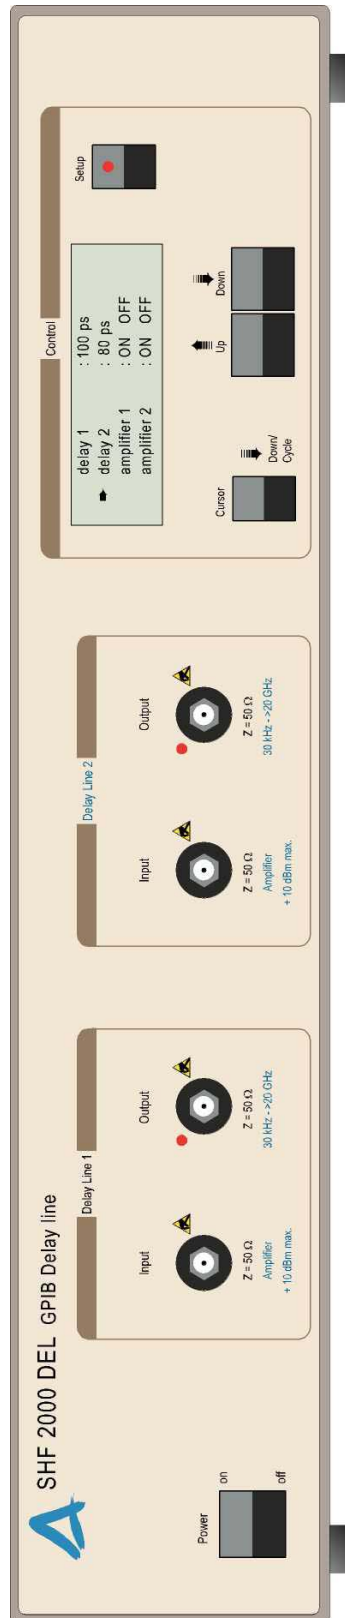 SHF 2000 DEL GPIB Delay line
Power
on
off
Delay Line 1
Input
Z = 50 Ω
Amplifier
+ 10 dBm max.
Output
Z = 50 Ω
30 kHz - >20 GHz
Delay Line 2
Input
Z = 50 Ω
Amplifier
+ 10 dBm max.
Output
Z = 50 Ω
30 kHz - >20 GHz
Control
delay 1 : 100 ps
delay 2 : 80 ps
amplifier 1 : ON OFF
amplifier 2 : ON OFF
Setup
Cursor
Down/
Cycle
Up
Down